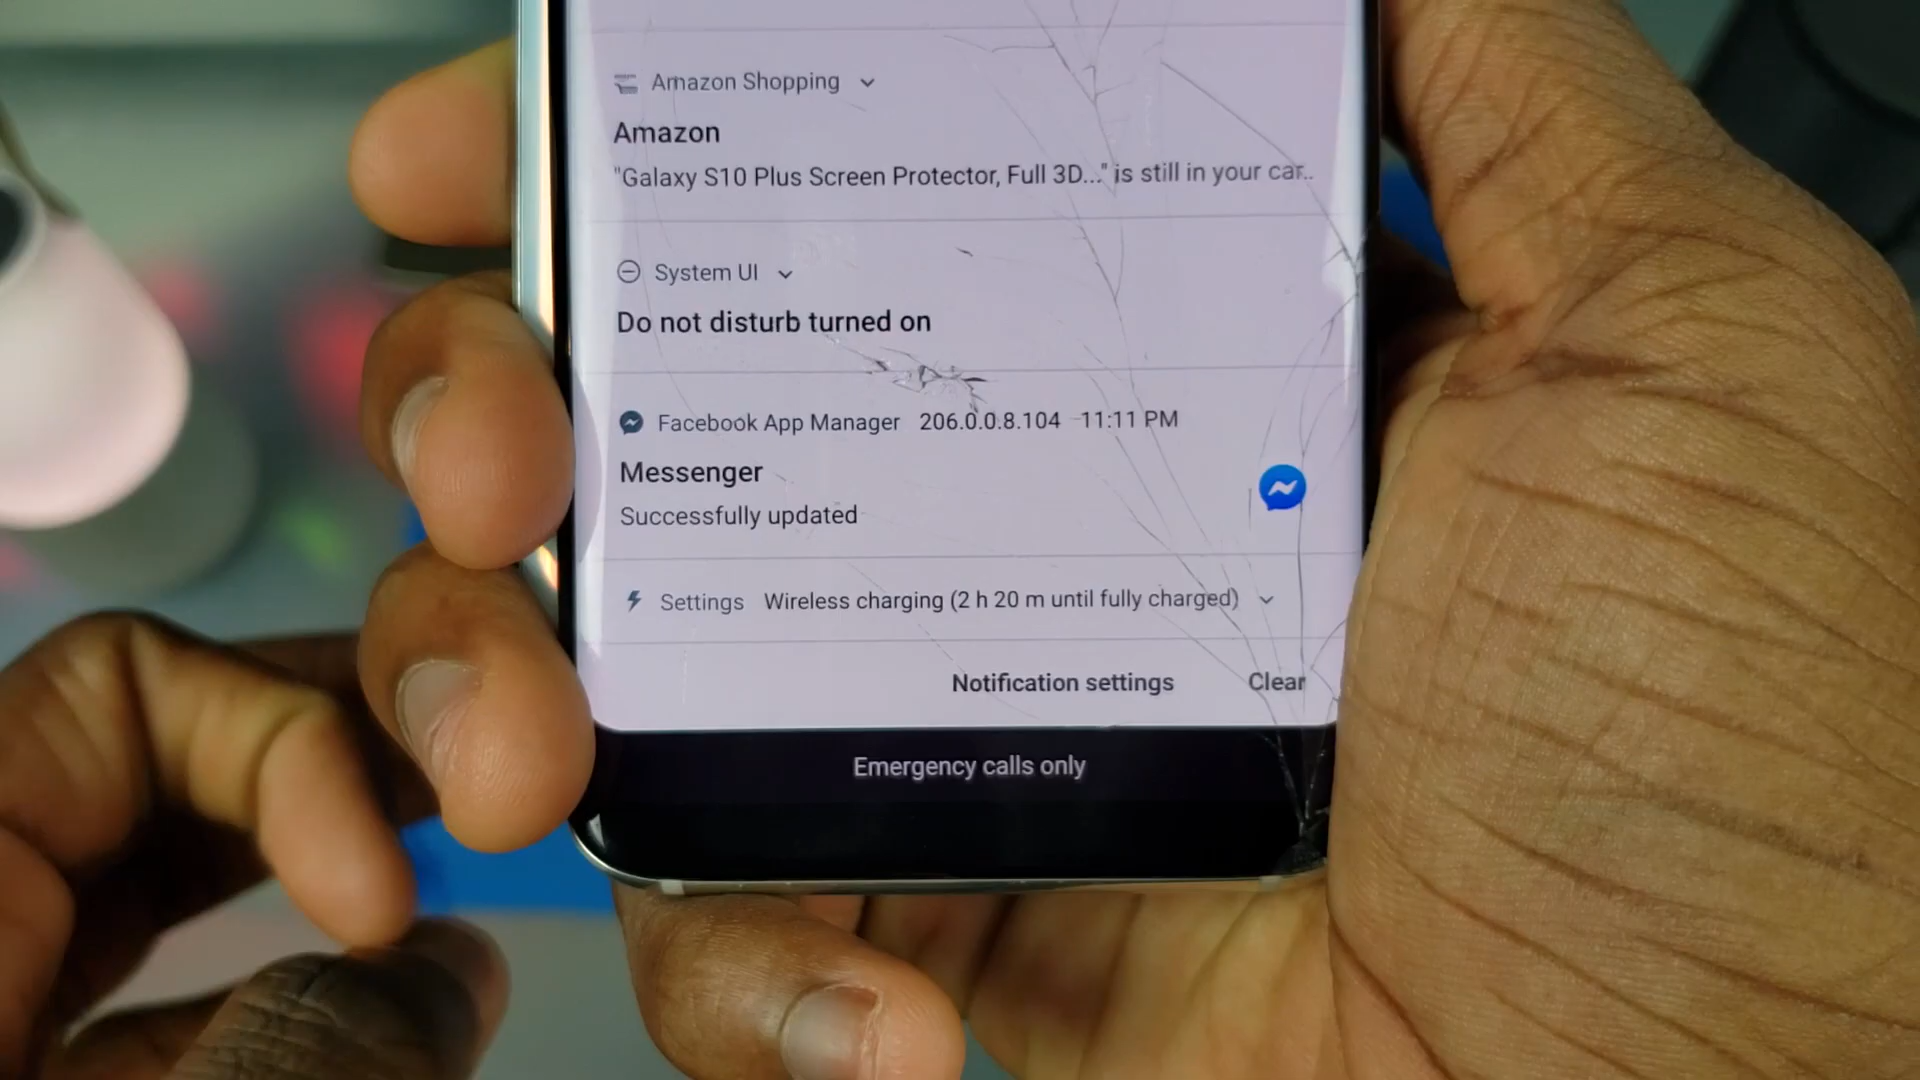 Amazon Shopping
Amazon
"Galaxy S10 Plus Screen Protector, Full 3D..." is still in your car..
System UI
Do not disturb turned on
Facebook App Manager 206.0.0.8.104 11:11 PM
Messenger
Successfully updated
Settings Wireless charging (2 h 20 m until fully charged)
Notification settings Clear
Emergency calls only